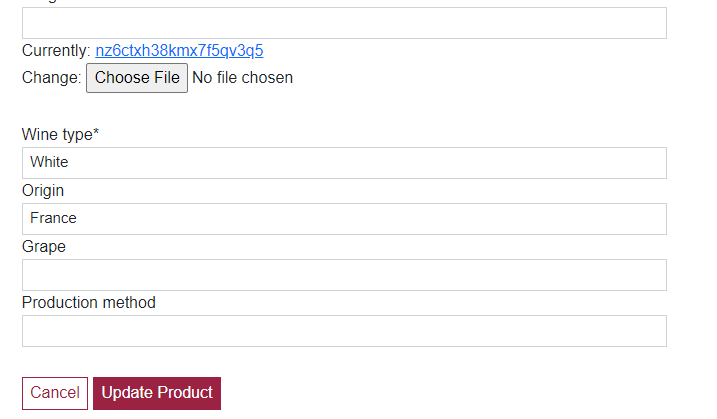 Currently: nz6ctxh38kmx7f5qv3q5
Change: Choose File No file chosen
Wine type*
White
Origin
France
Grape
Production method
Cancel Update Product